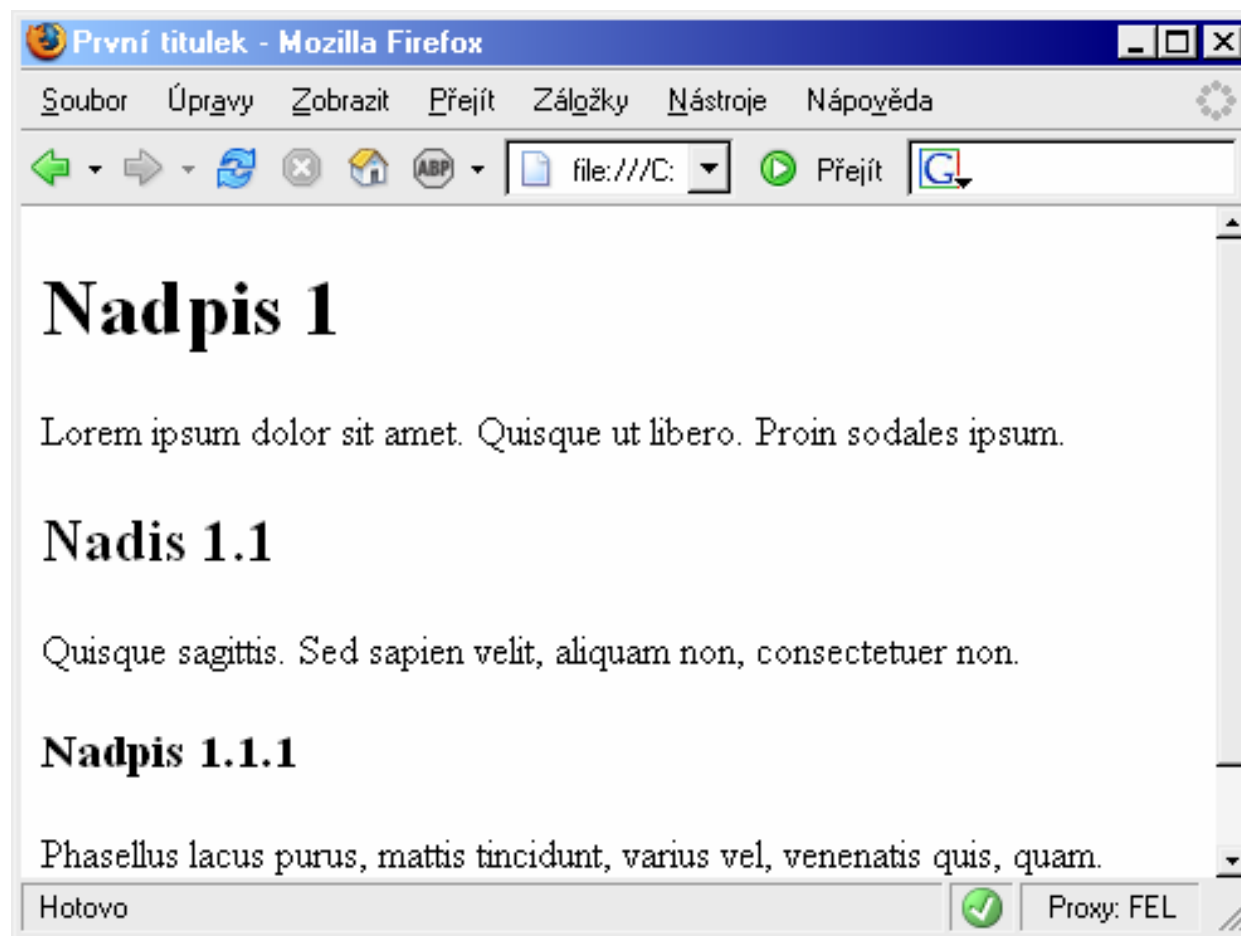 První titulek - Mozilla Firefox
Soubor Úpravy Zobrazit Přejít Záložky Nástroje Nápověda
ABP file:///C: Přejít G
Nadpis 1
Lorem ipsum dolor sit amet. Quisque ut libero. Proin sodales ipsum.
Nadis 1.1
Quisque sagittis. Sed sapien velit, aliquam non, consectetuer non.
Nadpis 1.1.1
Phasellus lacus purus, mattis tincidunt, varius vel, venenatis quis, quam.
Hotovo Proxy: FEL